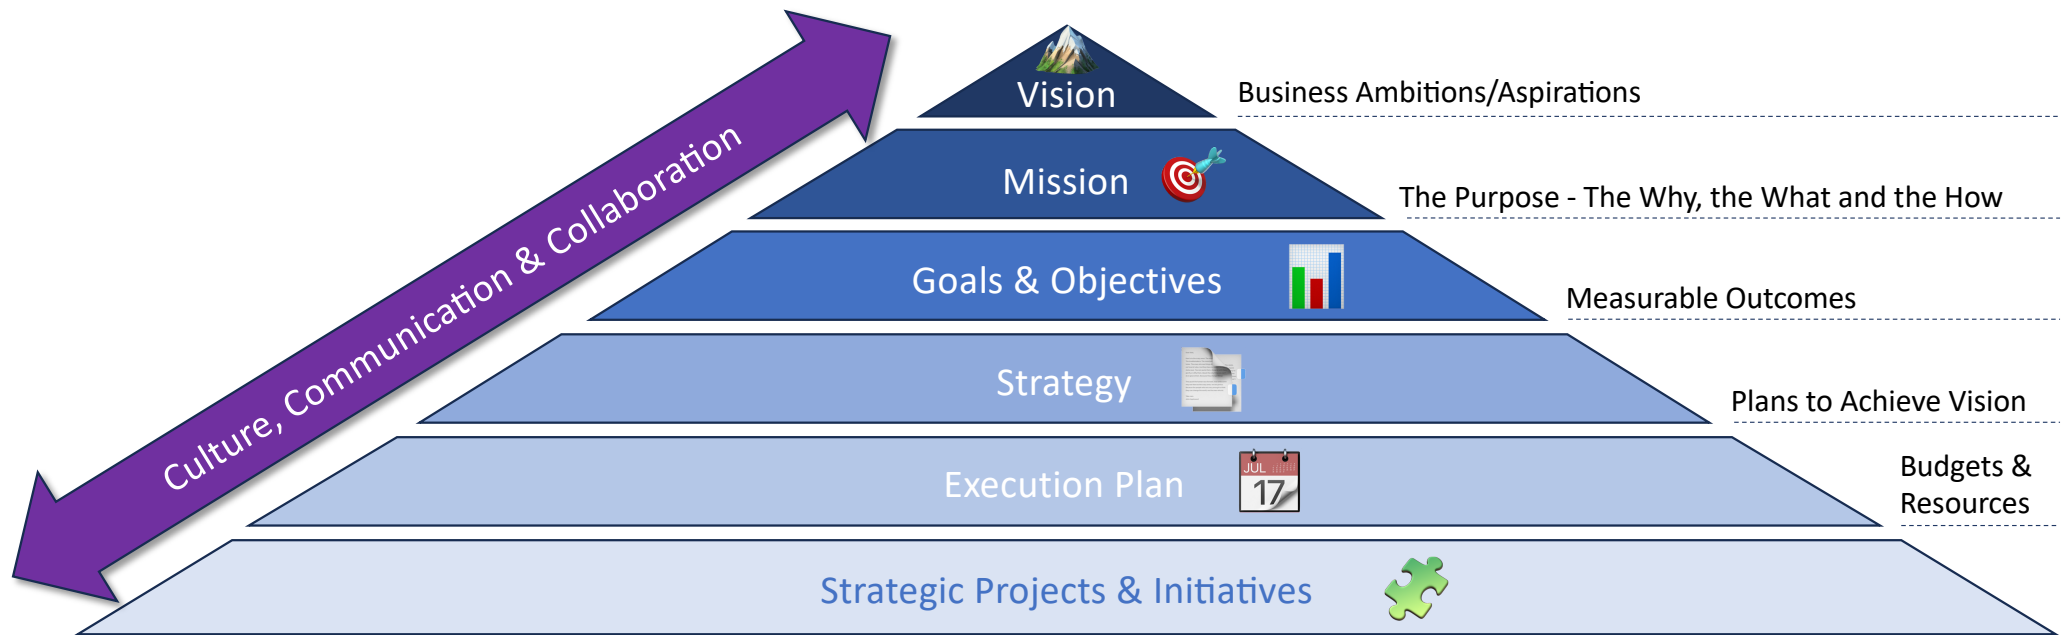 Vision
Business Ambitions/Aspirations
Mission
The Purpose - The Why, the What and the How
Goals & Objectives
Measurable Outcomes
Strategy
Plans to Achieve Vision
Execution Plan
JUL
17
Budgets &
Resources
Strategic Projects & Initiatives
Culture, Communication & Collaboration